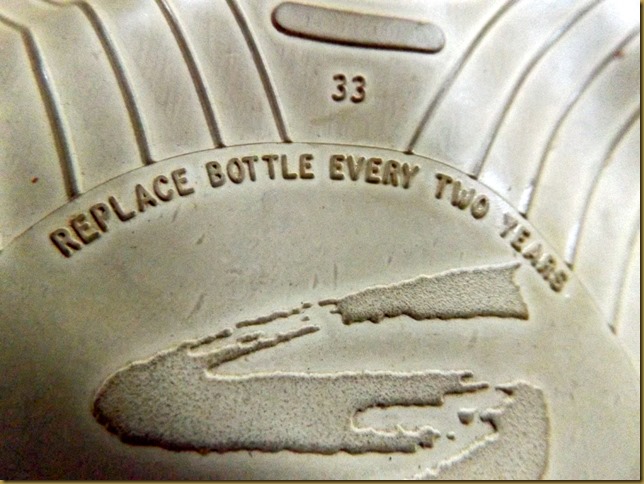 33
REPLACE BOTTLE EVERY TWO YEARS